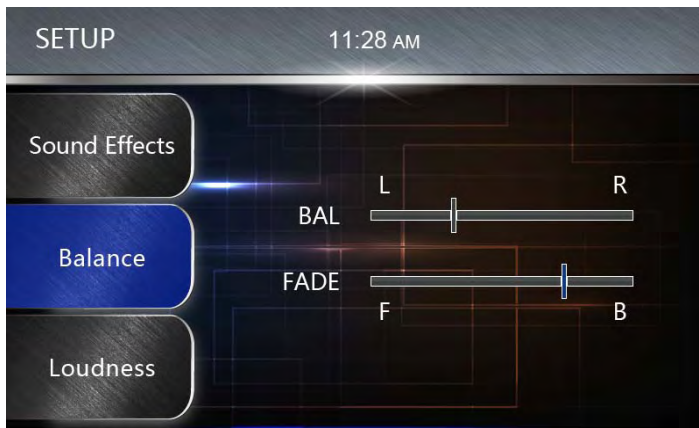 SETUP 11:28 AM
Sound Effects
L R
BAL
Balance
FADE
F B
Loudness